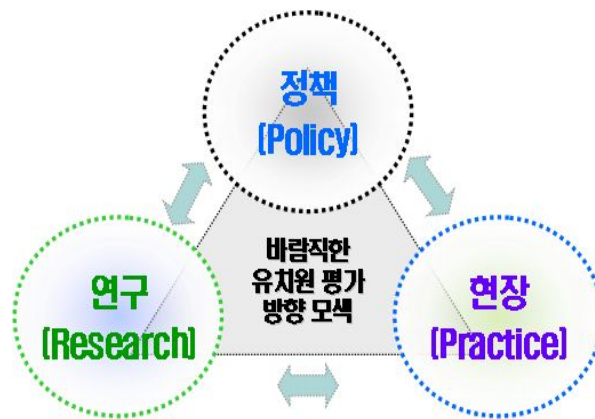 정책
(Policy)
바람직한
유치원 평가
방향 모색
연구
(Research)
현장
(Practice)